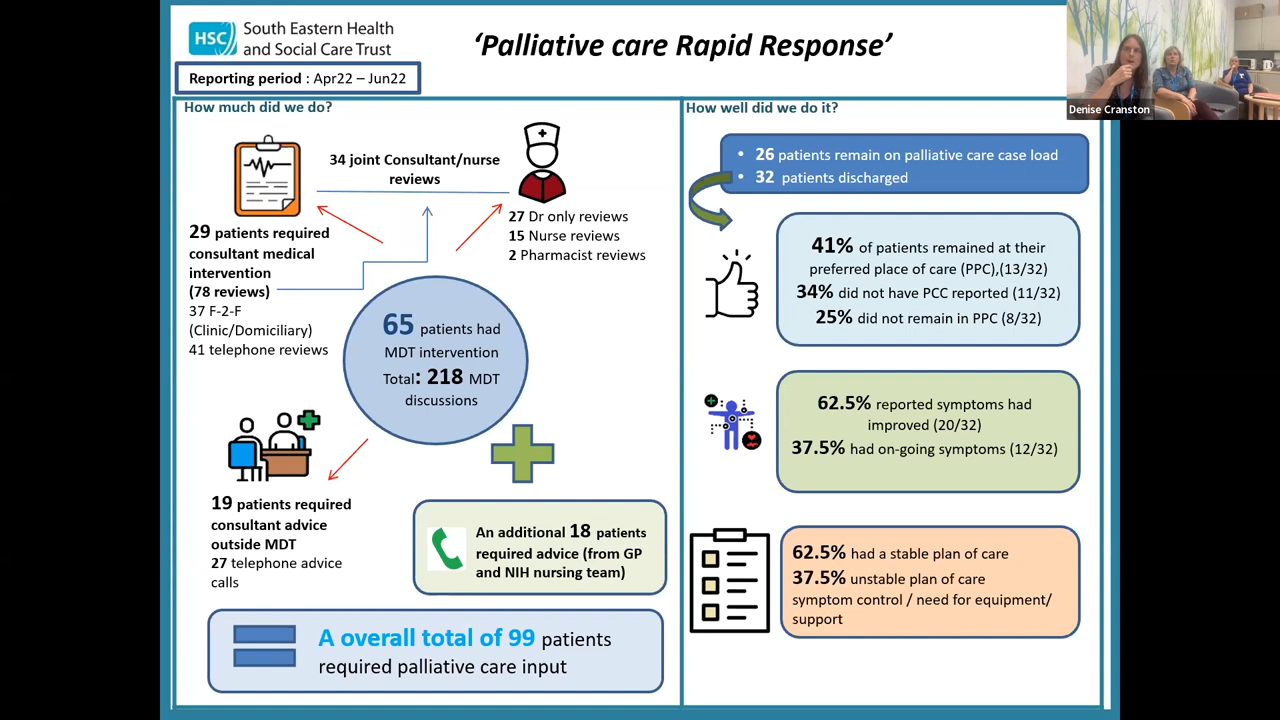 HSC
South Eastern Health
and Social Care Trust
'Palliative care Rapid Response'
Reporting period : Apr22 – Jun22
Denise Cranston
How much did we do?
34 joint Consultant/nurse
reviews
29 patients required
consultant medical
intervention
(78 reviews)
37 F-2-F
(Clinic/Domiciliary)
41 telephone reviews
27 Dr only reviews
15 Nurse reviews
2 Pharmacist reviews
65 patients had
MDT intervention
Total: 218 MDT
discussions
19 patients required
consultant advice
outside MDT
27 telephone advice
calls
An additional 18 patients
required advice (from GP
and NIH nursing team)
A overall total of 99 patients
required palliative care input
How well did we do it?
• 26 patients remain on palliative care case load
• 32 patients discharged
41% of patients remained at their
preferred place of care (PPC),(13/32)
34% did not have PCC reported (11/32)
25% did not remain in PPC (8/32)
62.5% reported symptoms had
improved (20/32)
37.5% had on-going symptoms (12/32)
62.5% had a stable plan of care
37.5% unstable plan of care
symptom control / need for equipment/
support